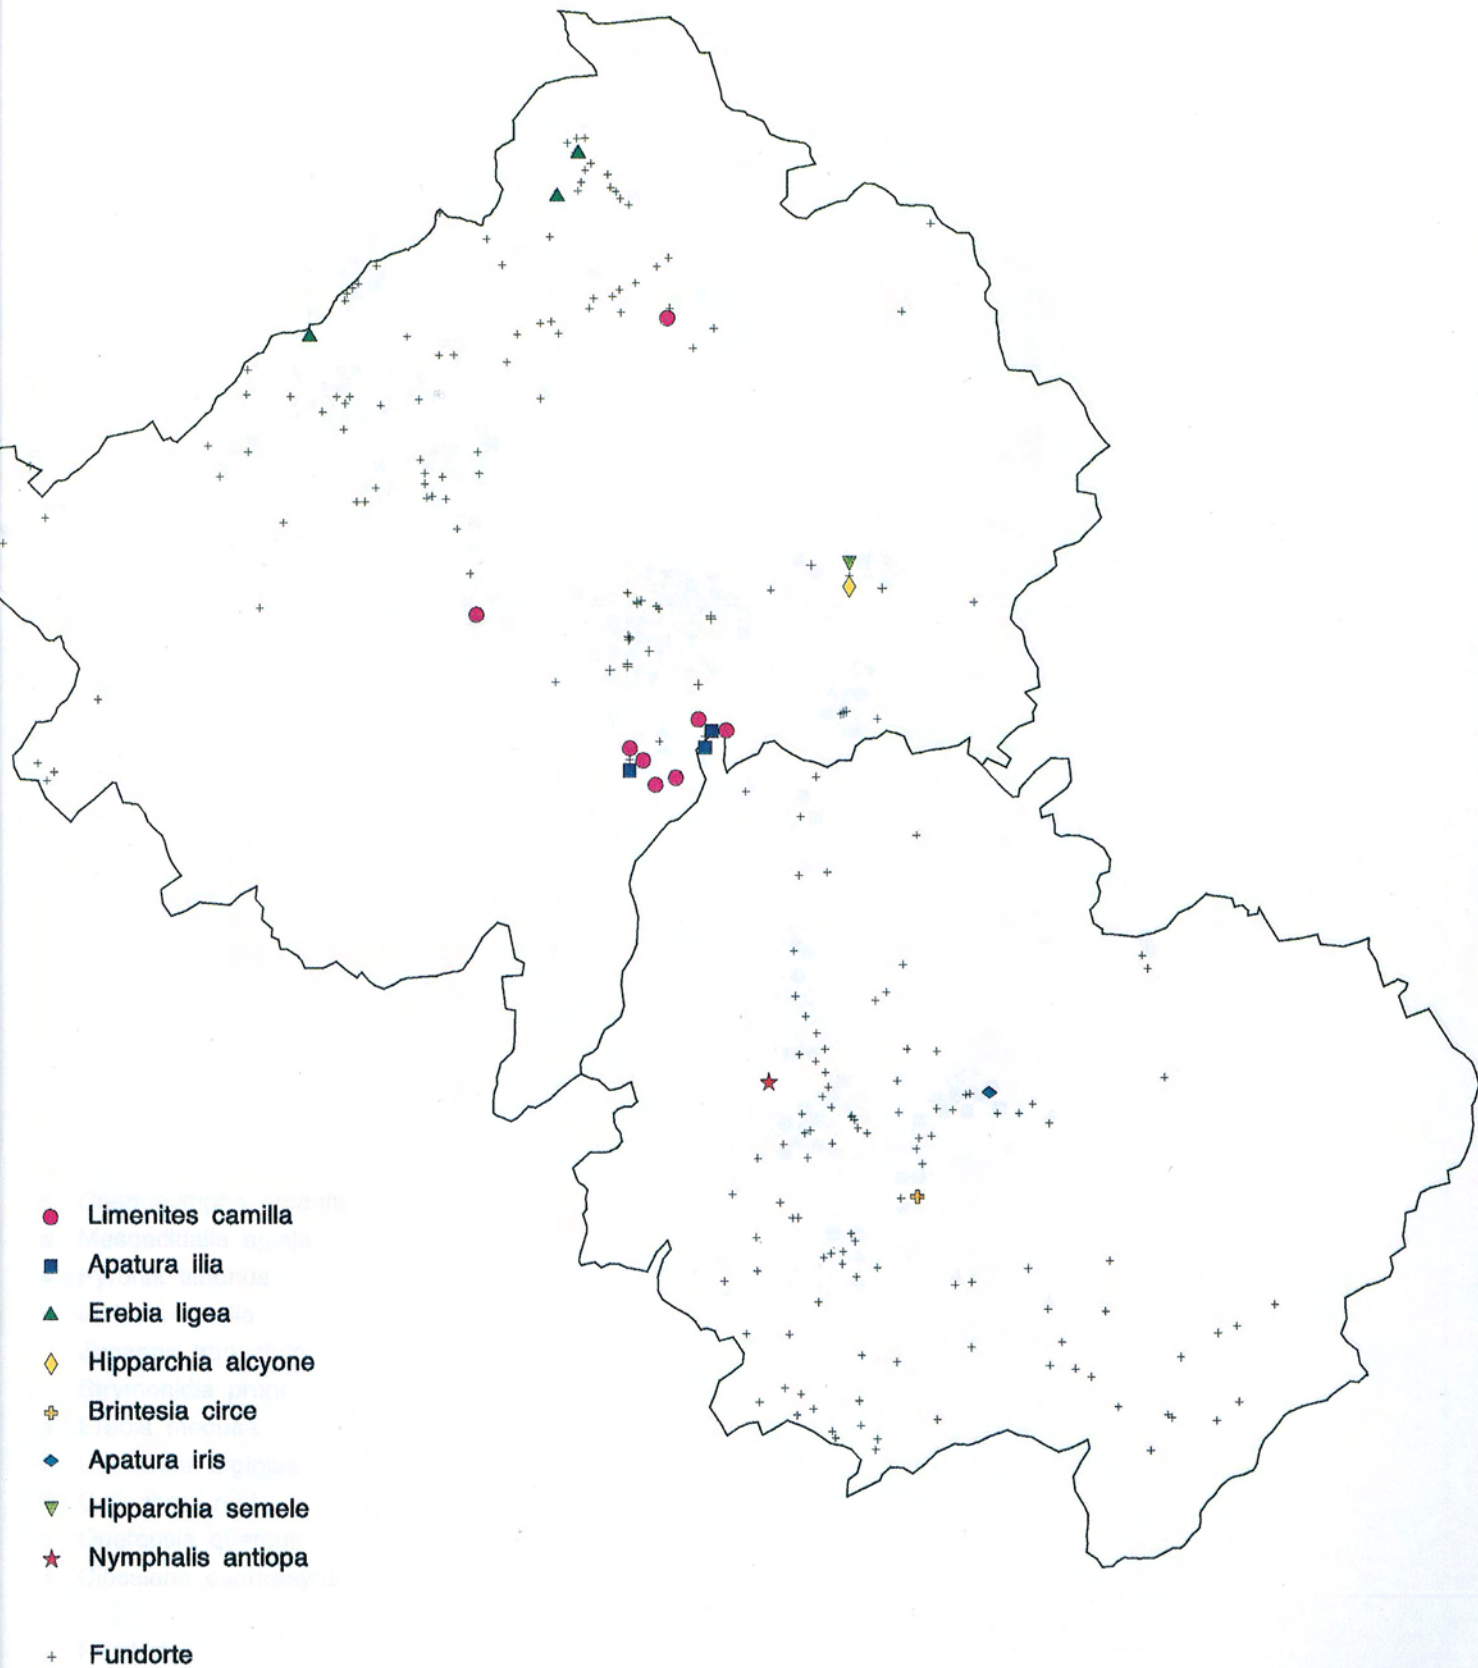 Limenites camilla
Apatura ilia
Erebia ligea
Hipparchia alcyone
Brintesia circe
Apatura iris
Hipparchia semele
Nymphalis antiopa
Fundorte